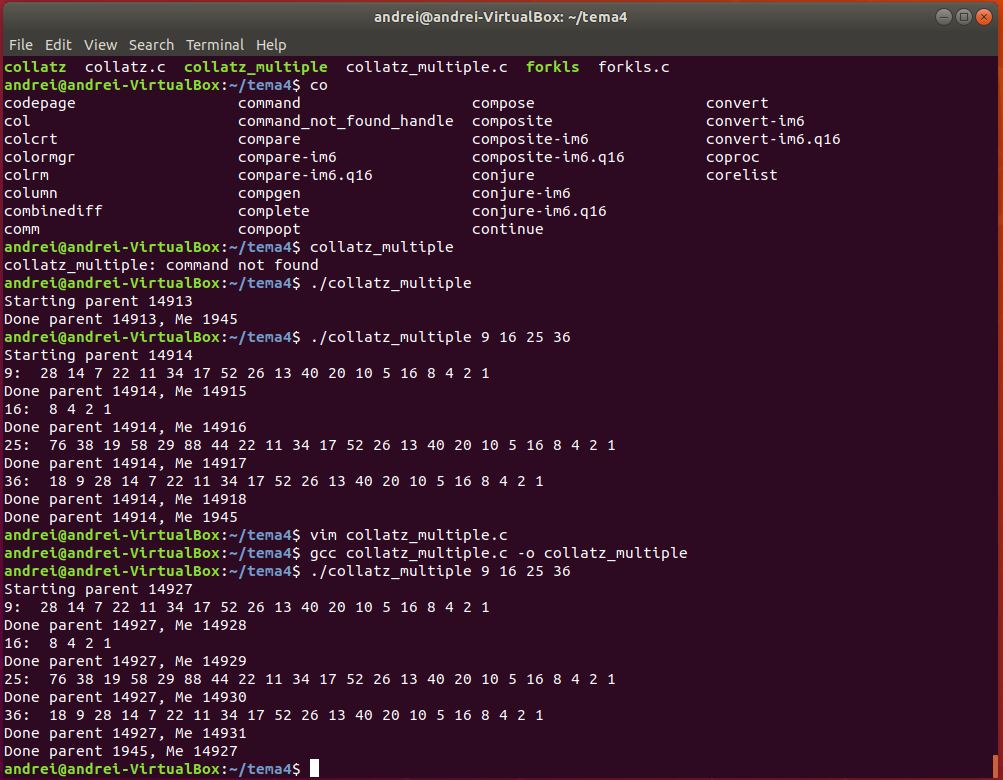 andrei@andrei-VirtualBox: ~/tema4
File Edit View Search Terminal Help
collatz collatz.c collatz_multiple collatz_multiple.c forkls forkls.c
andrei@andrei-VirtualBox:~/tema4$ co
codepage command compose convert
col command_not_found_handle composite convert-im6
colcrt compare composite-im6 convert-im6.q16
colormgr compare-im6 composite-im6.q16 coproc
colrm compare-im6.q16 conjure corelist
column compgen conjure-im6
combinediff complete conjure-im6.q16
comm compopt continue
andrei@andrei-VirtualBox:~/tema4$ collatz_multiple
collatz_multiple: command not found
andrei@andrei-VirtualBox:~/tema4$ ./collatz_multiple
Starting parent 14913
Done parent 14913, Me 1945
andrei@andrei-VirtualBox:~/tema4$ ./collatz_multiple 9 16 25 36
Starting parent 14914
9: 28 14 7 22 11 34 17 52 26 13 40 20 10 5 16 8 4 2 1
Done parent 14914, Me 14915
16: 8 4 2 1
Done parent 14914, Me 14916
25: 76 38 19 58 29 88 44 22 11 34 17 52 26 13 40 20 10 5 16 8 4 2 1
Done parent 14914, Me 14917
36: 18 9 28 14 7 22 11 34 17 52 26 13 40 20 10 5 16 8 4 2 1
Done parent 14914, Me 14918
Done parent 14914, Me 1945
andrei@andrei-VirtualBox:~/tema4$ vim collatz_multiple.c
andrei@andrei-VirtualBox:~/tema4$ gcc collatz_multiple.c -o collatz_multiple
andrei@andrei-VirtualBox:~/tema4$ ./collatz_multiple 9 16 25 36
Starting parent 14927
9: 28 14 7 22 11 34 17 52 26 13 40 20 10 5 16 8 4 2 1
Done parent 14927, Me 14928
16: 8 4 2 1
Done parent 14927, Me 14929
25: 76 38 19 58 29 88 44 22 11 34 17 52 26 13 40 20 10 5 16 8 4 2 1
Done parent 14927, Me 14930
36: 18 9 28 14 7 22 11 34 17 52 26 13 40 20 10 5 16 8 4 2 1
Done parent 14927, Me 14931
Done parent 1945, Me 14927
andrei@andrei-VirtualBox:~/tema4$